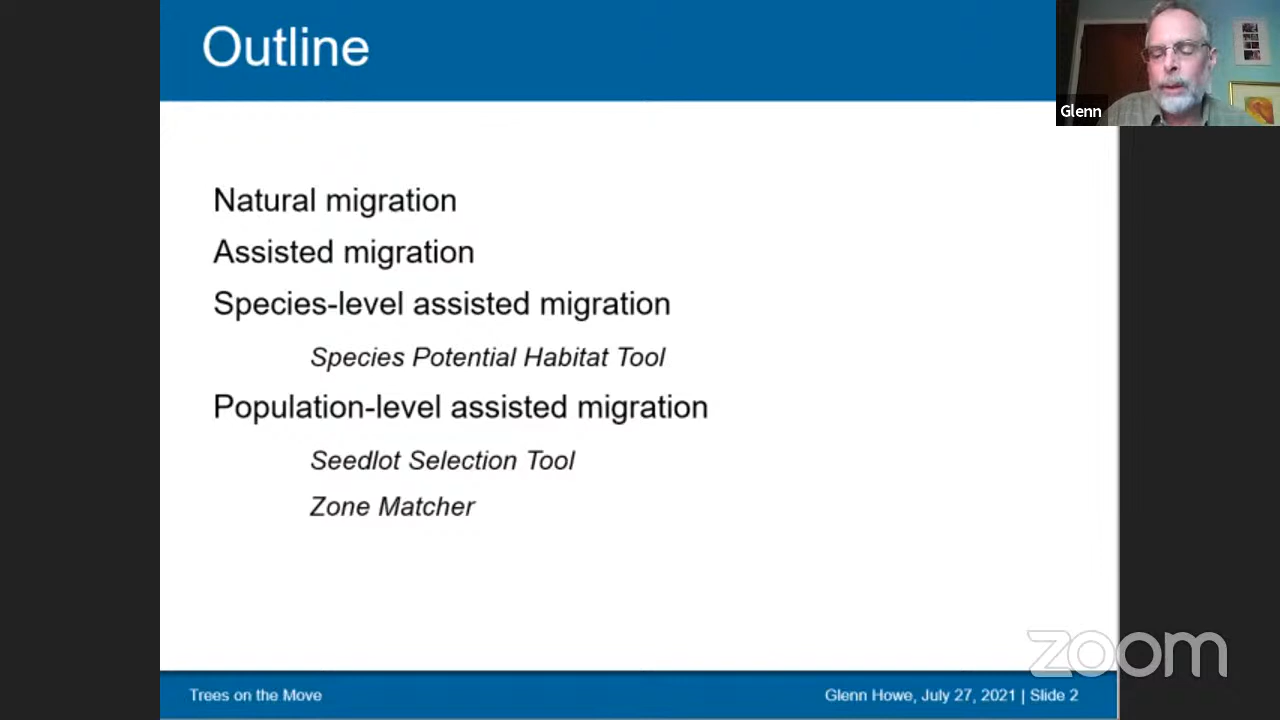 Outline
Glenn
Natural migration
Assisted migration
Species-level assisted migration
Species Potential Habitat Tool
Population-level assisted migration
Seedlot Selection Tool
Zone Matcher
zoom
Trees on the Move
Glenn Howe, July 27, 2021 | Slide 2